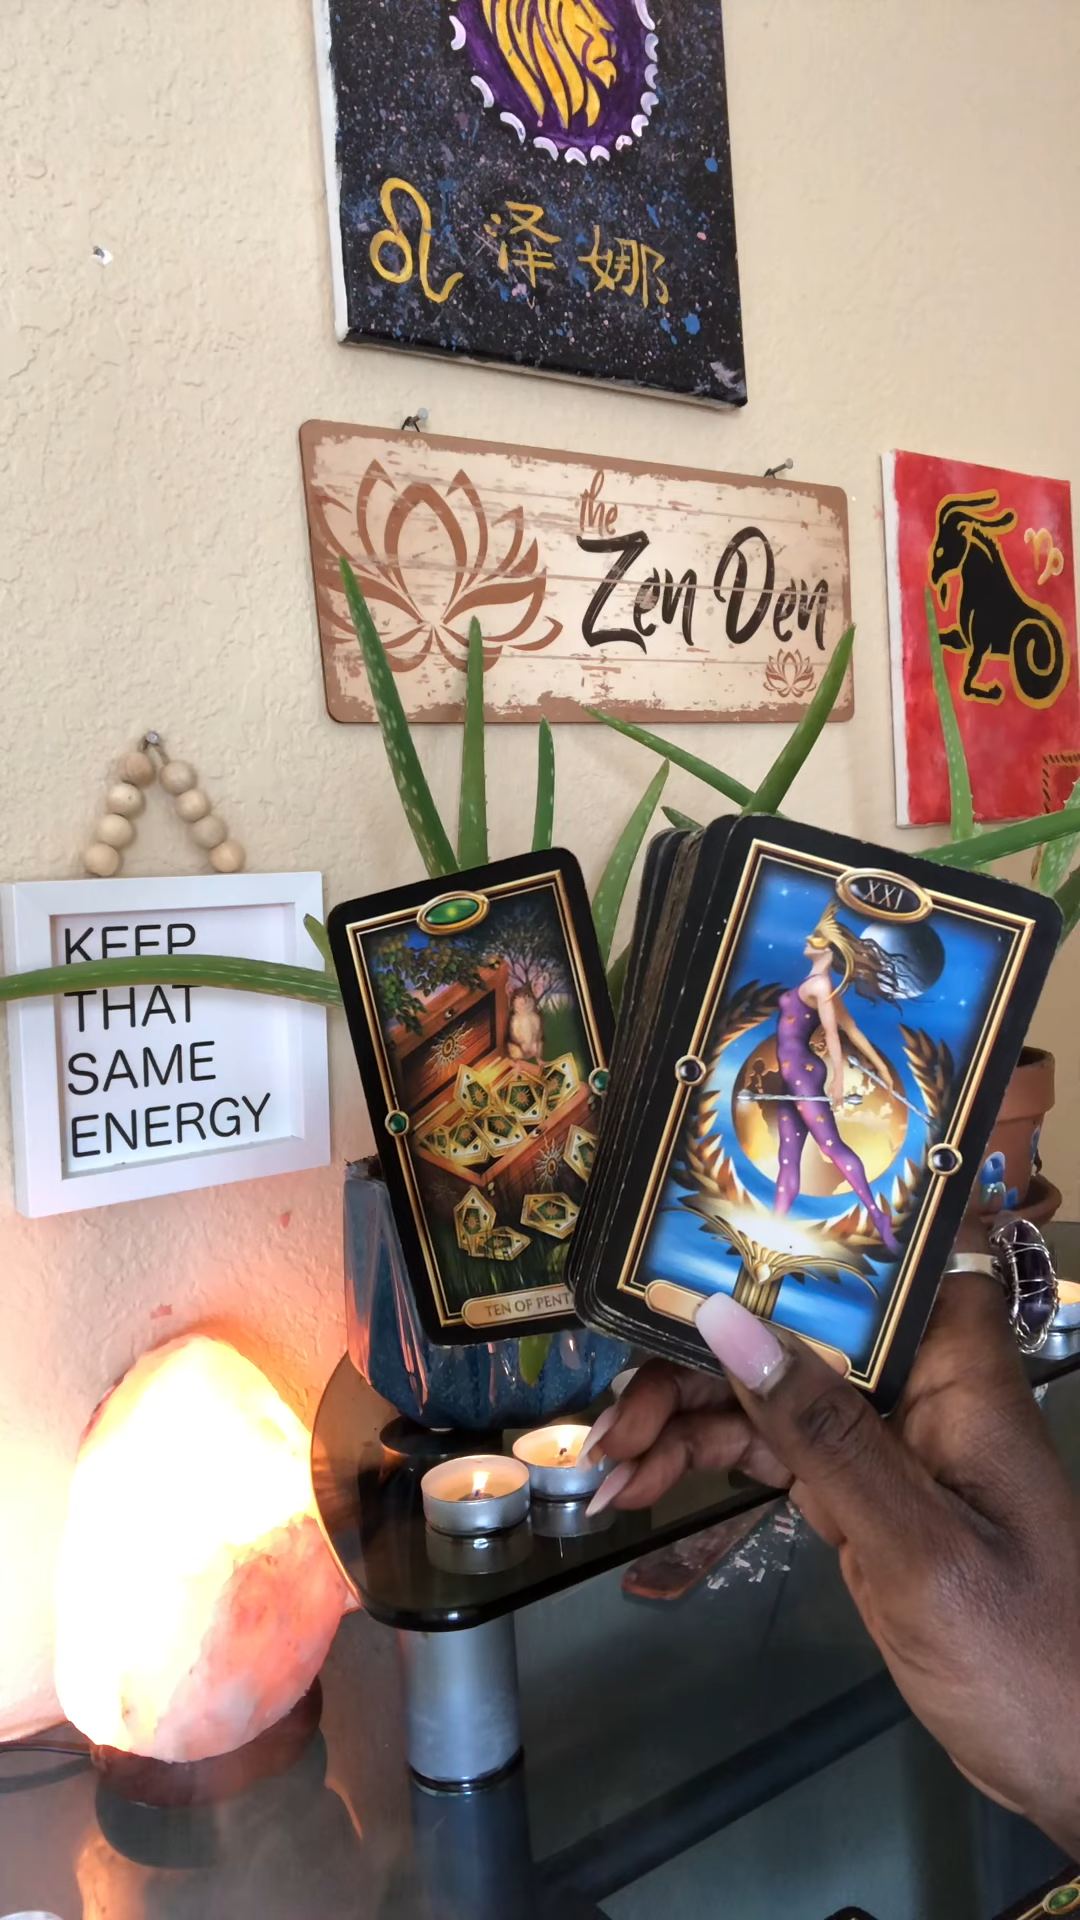 泽娜
the
Zen Den
KEEP
THAT
SAME
ENERGY
TEN OF PENT
XXI